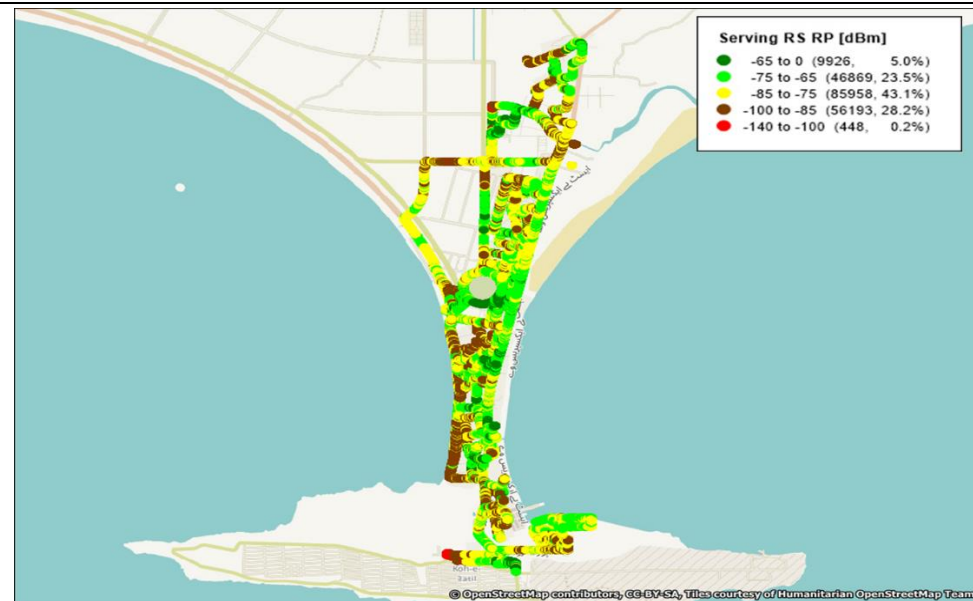 Serving RS RP [dBm]
-65 to 0 (9926, 5.0%)
-75 to -65 (46869, 23.5%)
-85 to -75 (85958, 43.1%)
-100 to -85 (56193, 28.2%)
-140 to -100 (448, 0.2%)
Koh-e-
© OpenStreetMap contributors, CC-BY-SA, Tiles courtesy of Humanitarian OpenStreetMap Team